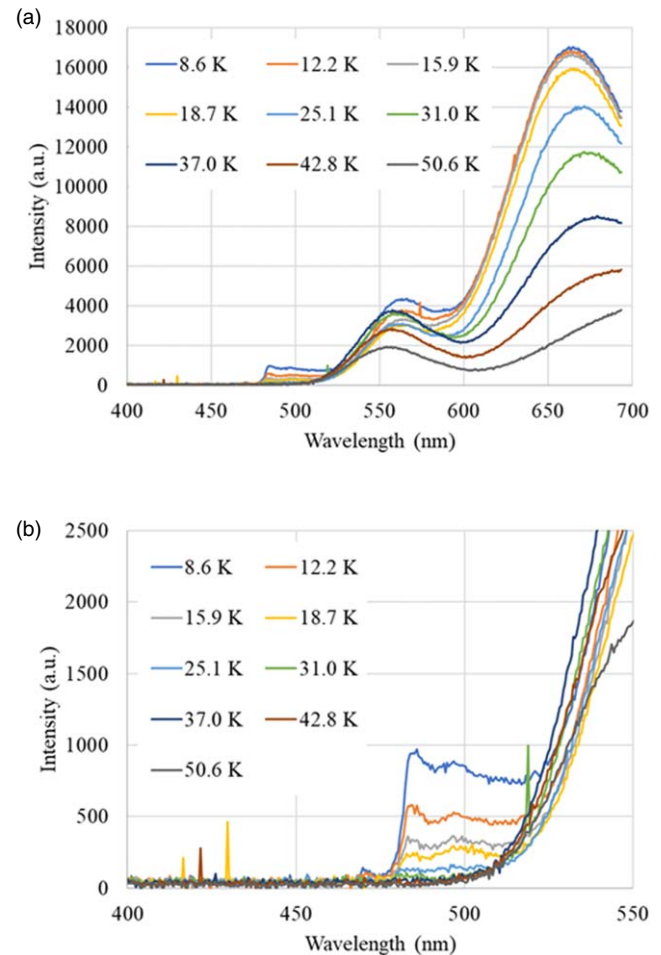 (a)
18000
8.6 K 12.2 K 15.9 K
16000
14000
18.7 K 25.1 K 31.0 K
12000
37.0 K 42.8 K 50.6 K
10000
8000
6000
4000
2000
0
Intensity (a.u.)
400 450 500 550 600 650 700
Wavelength (nm)
(b)
2500
8.6 K 12.2 K
2000
15.9 K 18.7 K
25.1 K 31.0 K
1500
37.0 K 42.8 K
1000
50.6 K
500
0
Intensity (a.u.)
400 450 500 550
Wavelength (nm)